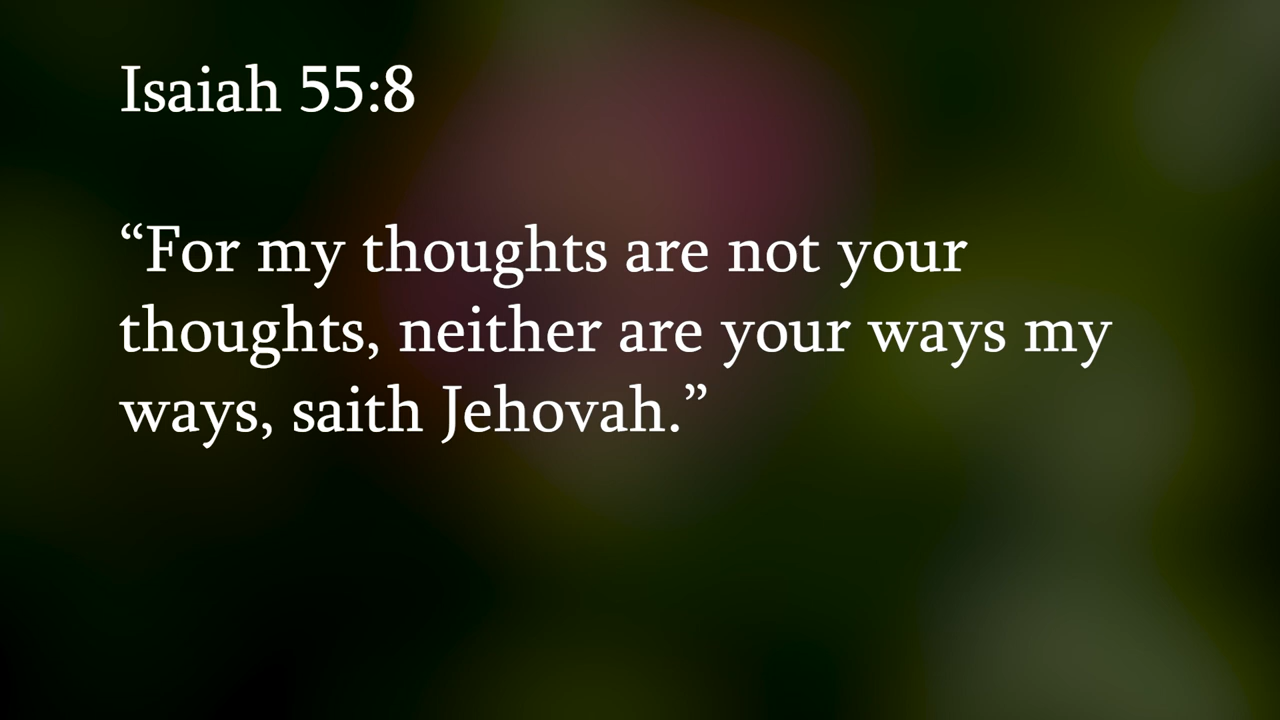 Isaiah 55:8
“For my thoughts are not your
thoughts, neither are your ways my
ways, saith Jehovah.”